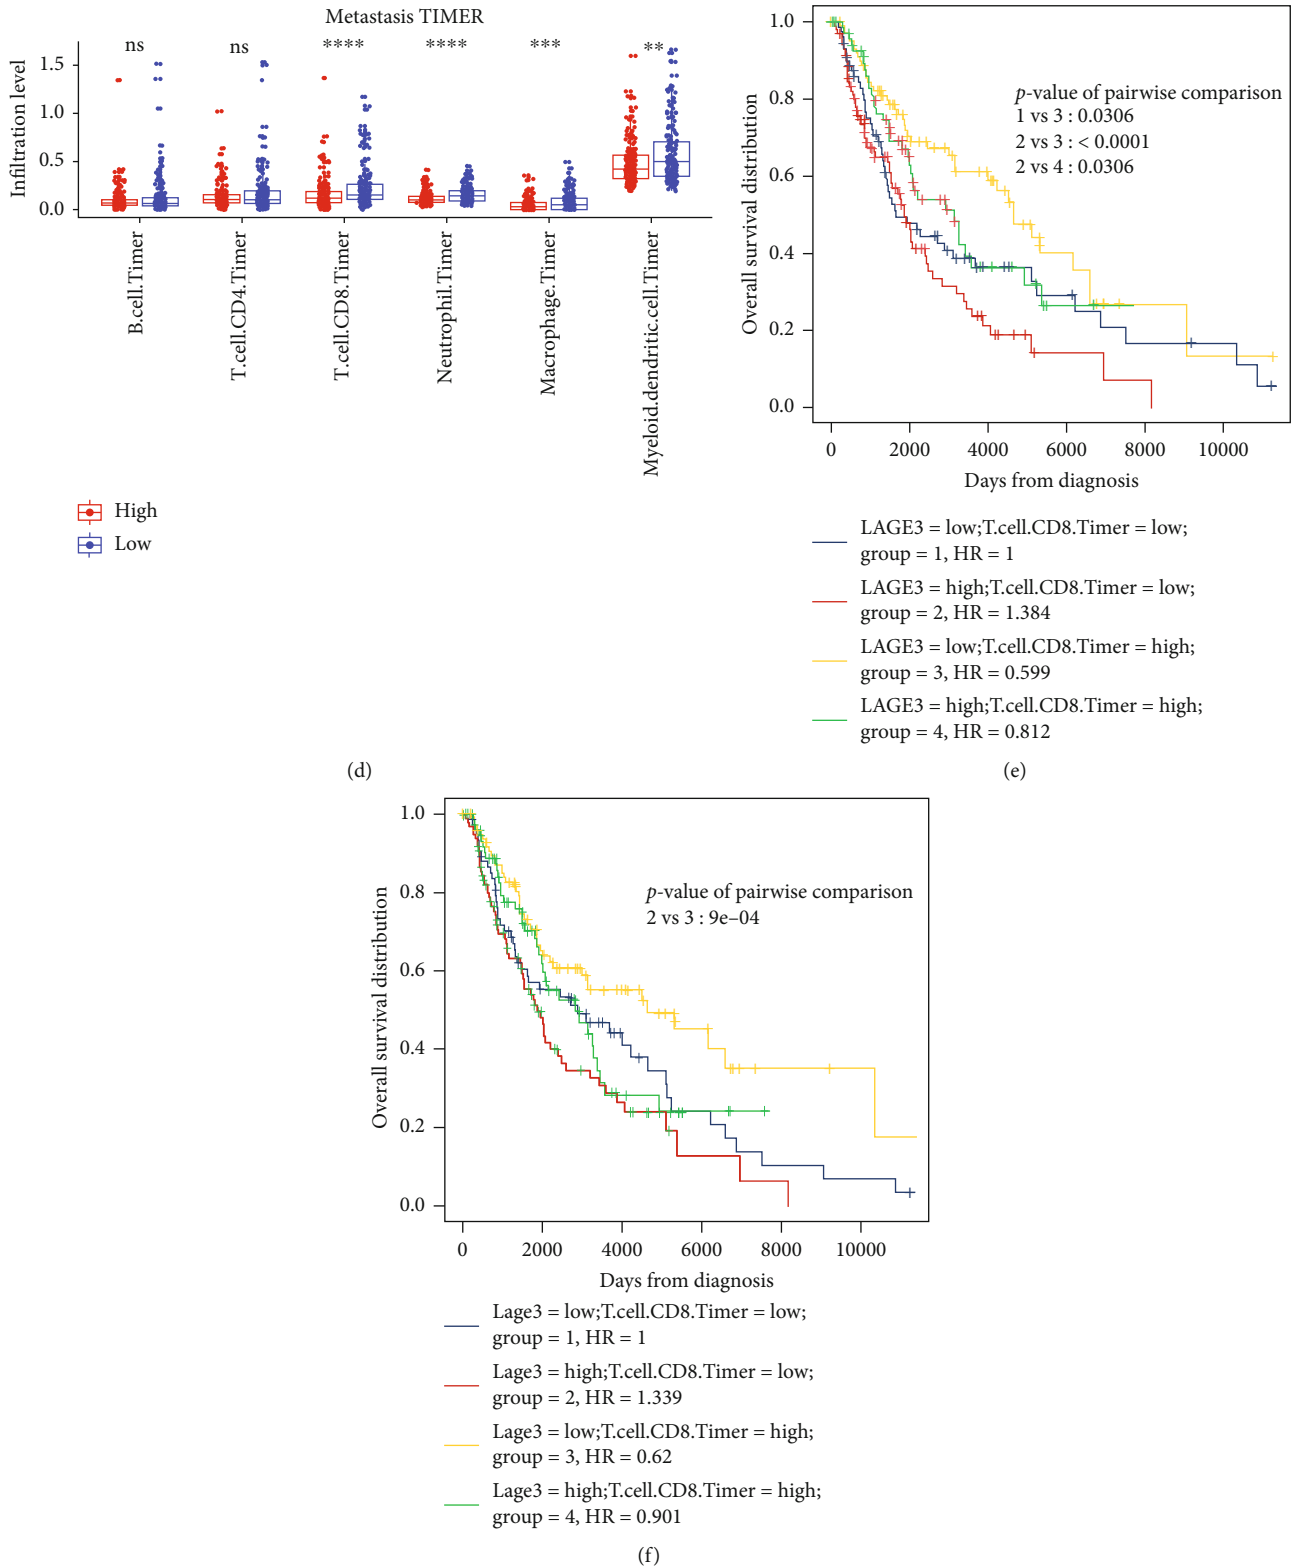 Metastasis TIMER
ns
ns
****
****
***
**
Infiltration level
1.5
1.0
0.5
0.0
B.cell.Timer
T.cell.CD4.Timer
T.cell.CD8.Timer
Neutrophil.Timer
Macrophage.Timer
Myeloid.dendritic.cell.Timer
High
Low
(d)
Overall survival distribution
1.0
0.8
0.6
0.4
0.2
0.0
p-value of pairwise comparison
1 vs 3 : 0.0306
2 vs 3 : < 0.0001
2 vs 4 : 0.0306
0
2000
4000
6000
8000
10000
Days from diagnosis
LAGE3 = low;T.cell.CD8.Timer = low;
group = 1, HR = 1
LAGE3 = high;T.cell.CD8.Timer = low;
group = 2, HR = 1.384
LAGE3 = low;T.cell.CD8.Timer = high;
group = 3, HR = 0.599
LAGE3 = high;T.cell.CD8.Timer = high;
group = 4, HR = 0.812
(e)
Overall survival distribution
1.0
0.8
0.6
0.4
0.2
0.0
p-value of pairwise comparison
2 vs 3 : 9e–04
0
2000
4000
6000
8000
10000
Days from diagnosis
Lage3 = low;T.cell.CD8.Timer = low;
group = 1, HR = 1
Lage3 = high;T.cell.CD8.Timer = low;
group = 2, HR = 1.339
Lage3 = low;T.cell.CD8.Timer = high;
group = 3, HR = 0.62
Lage3 = high;T.cell.CD8.Timer = high;
group = 4, HR = 0.901
(f)